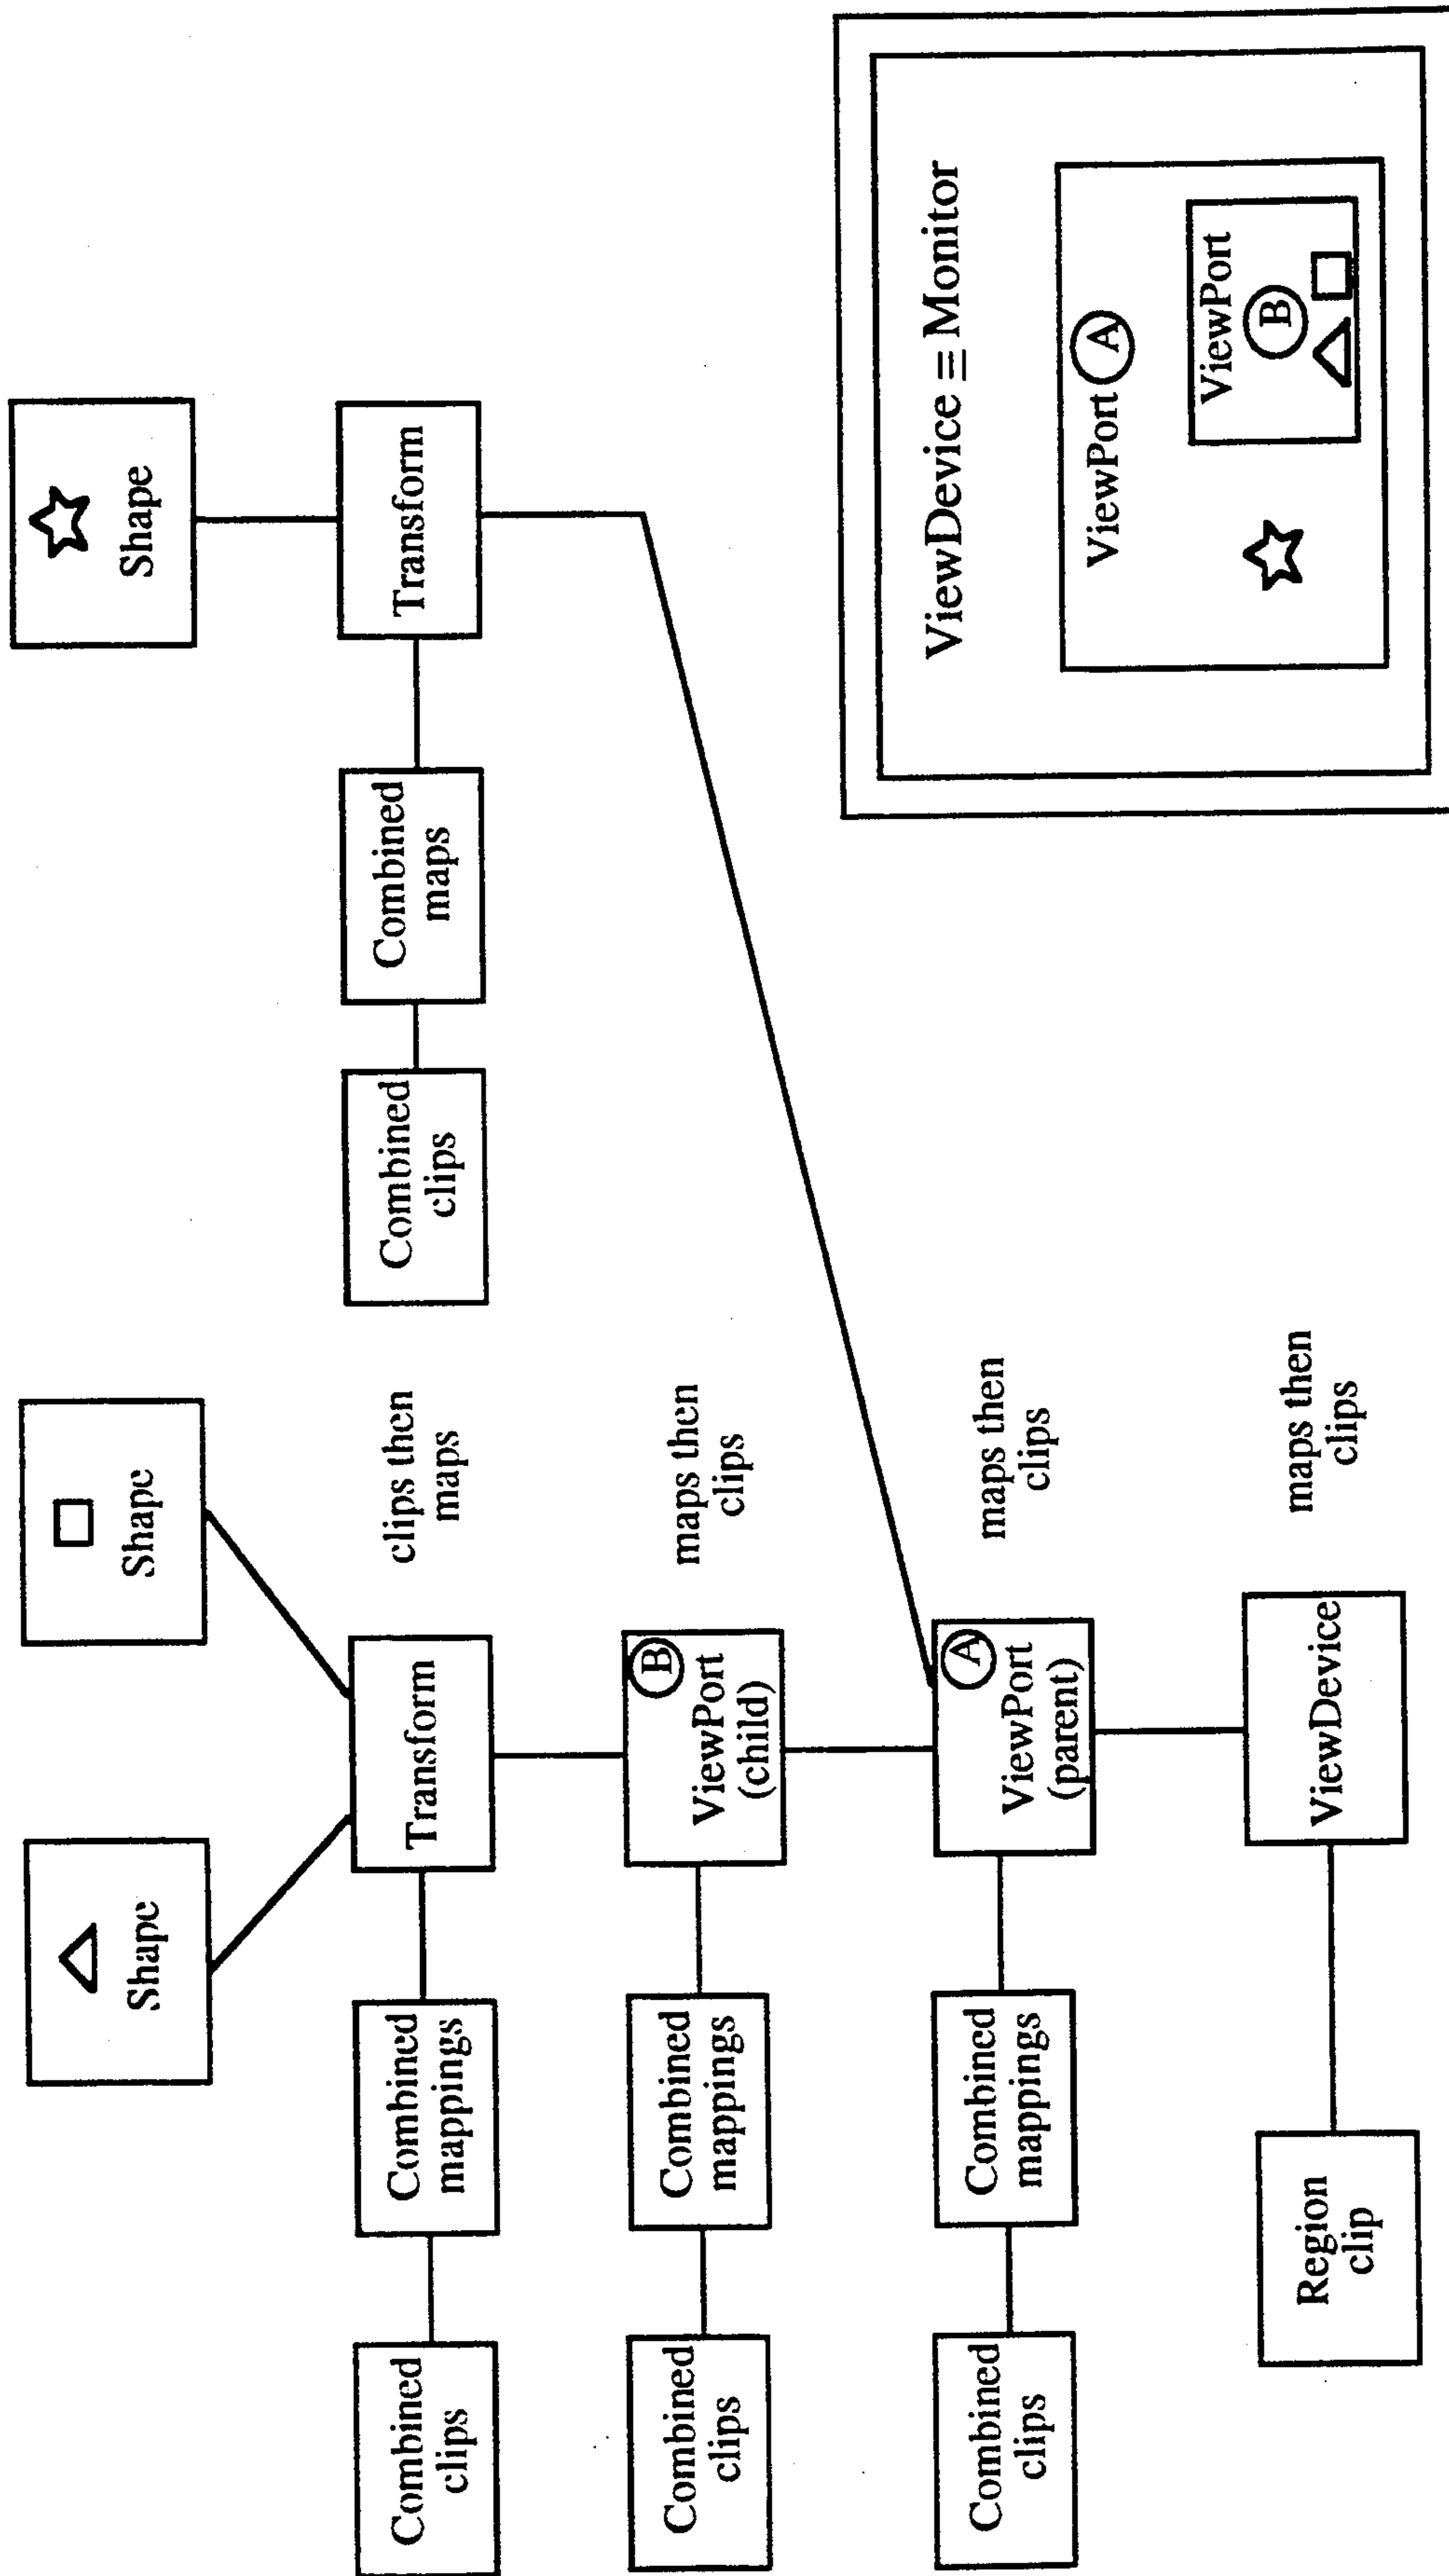 Shape
Shape
Shape
Combined
clips
Combined
mappings
Transform
clips then
maps
Combined
clips
Combined
maps
Transform
Combined
clips
Combined
mappings
B
ViewPort
(child)
maps then
clips
Combined
clips
Combined
mappings
A
ViewPort
(parent)
maps then
clips
Region
clip
ViewDevice
maps then
clips
ViewDevice ≡ Monitor
ViewPort A
ViewPort
B